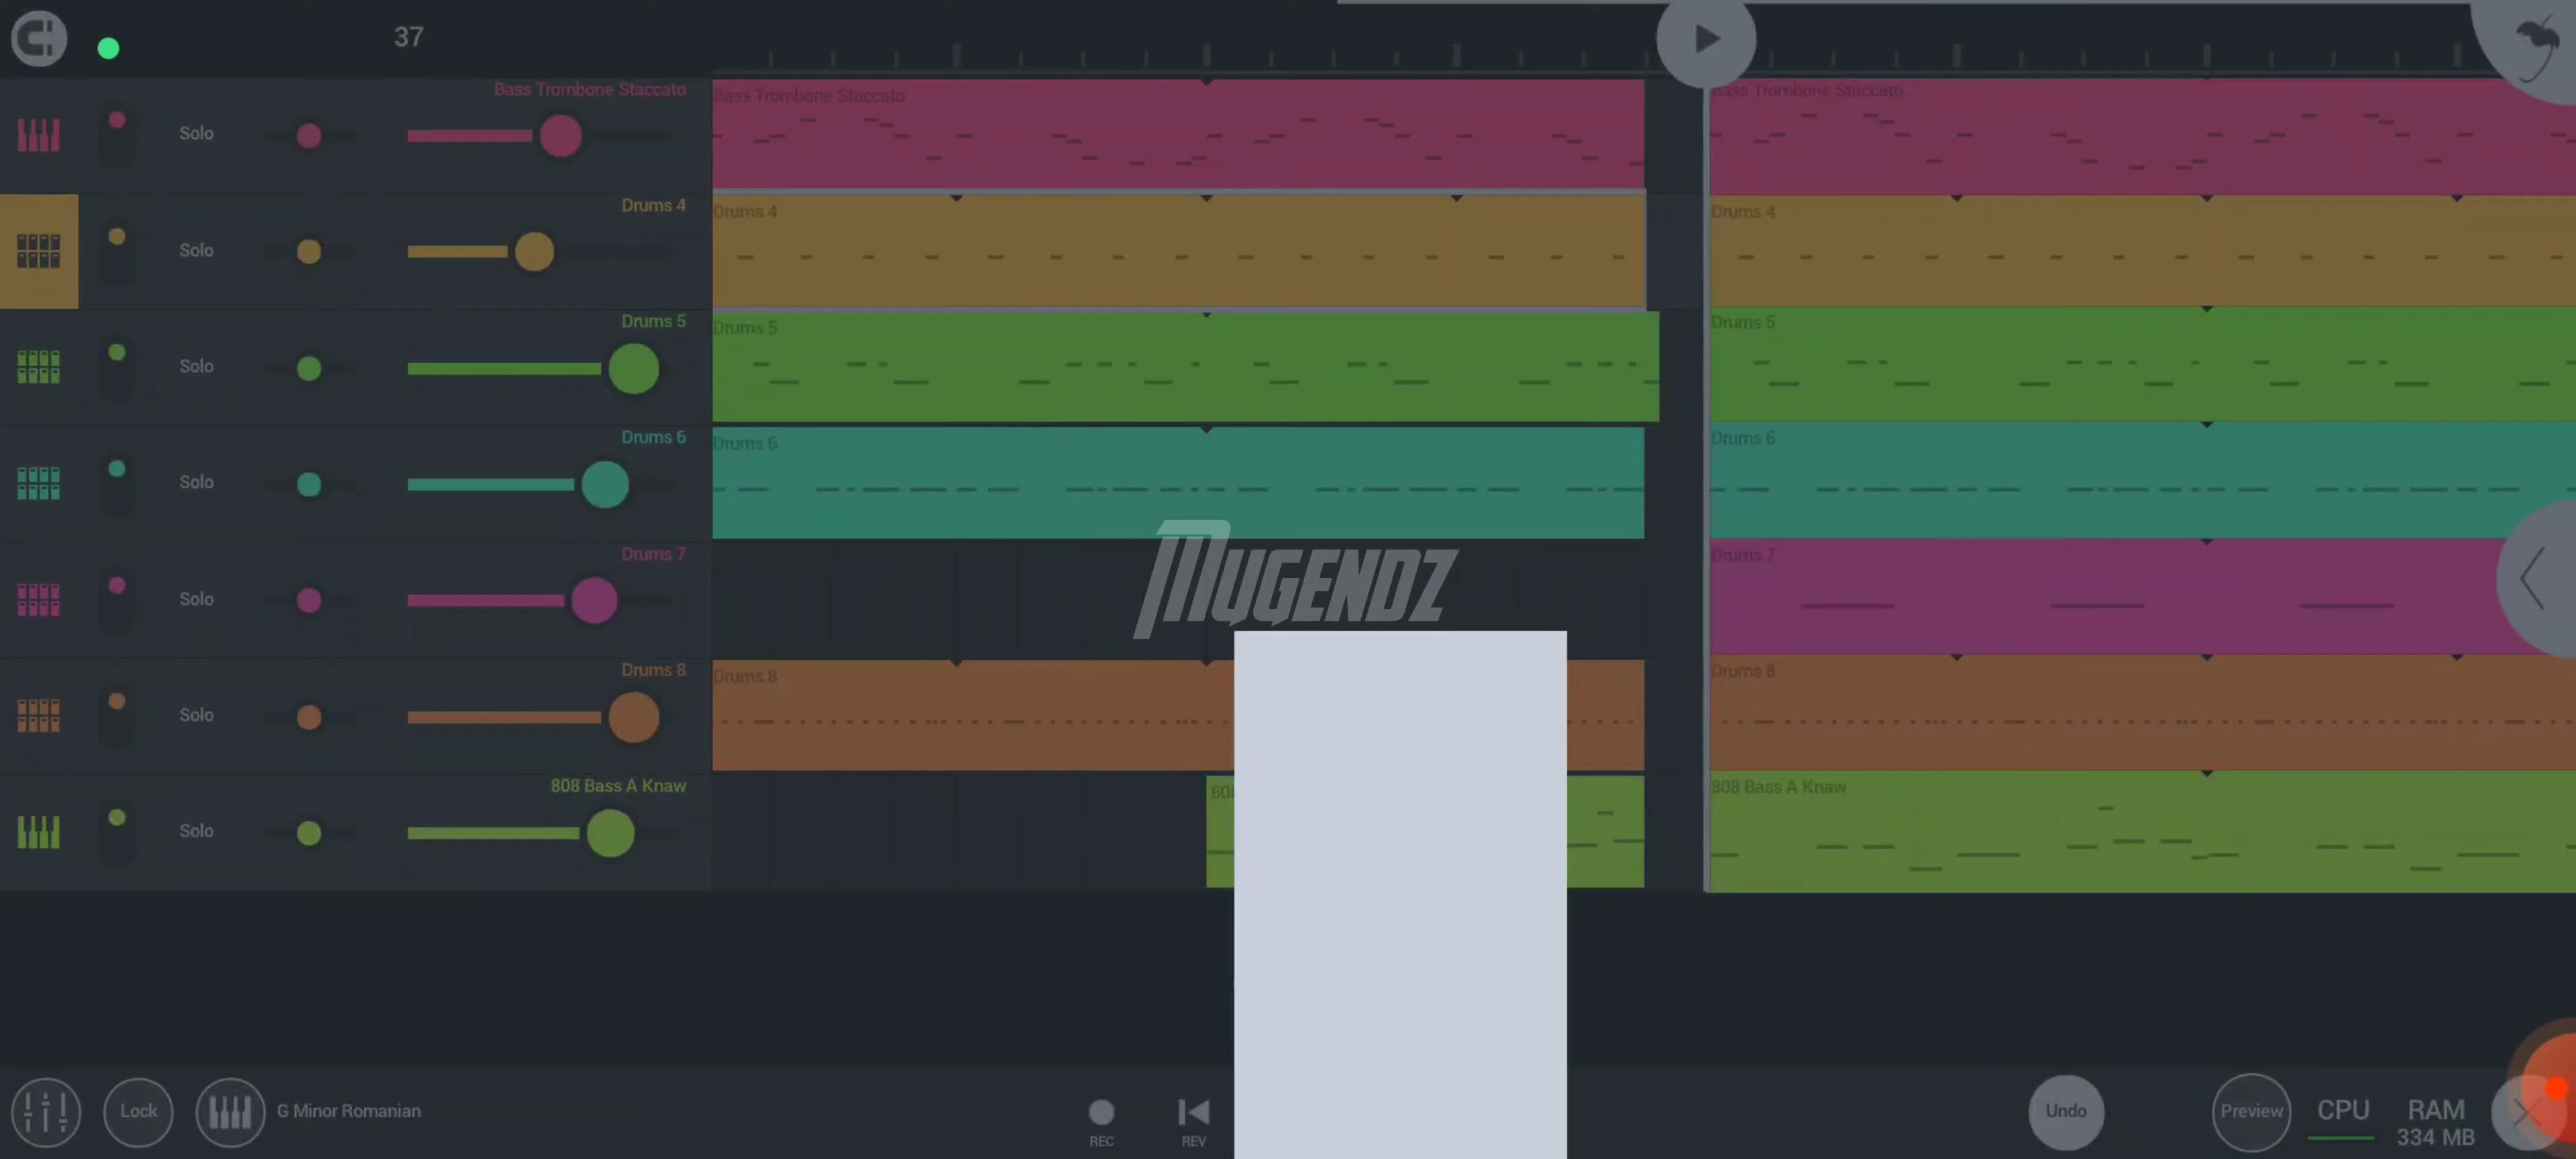 37
Bass Trombone Staccato
Bass Trombone Staccato
Bass Trombone Staccato
Solo
Drums 4
Drums 4
Drums 4
Solo
Drums 5
Drums 5
Drums 5
Solo
Drums 6
Drums 6
Drums 6
Solo
MUGENDZ
Drums 7
Drums 7
Solo
Drums 8
Drums 8
Drums 8
Solo
808 Bass A Knaw
808 Bass A Knaw
Solo
Lock
G Minor Romanian
REC
REV
Undo
Preview
CPU
RAM
334 MB